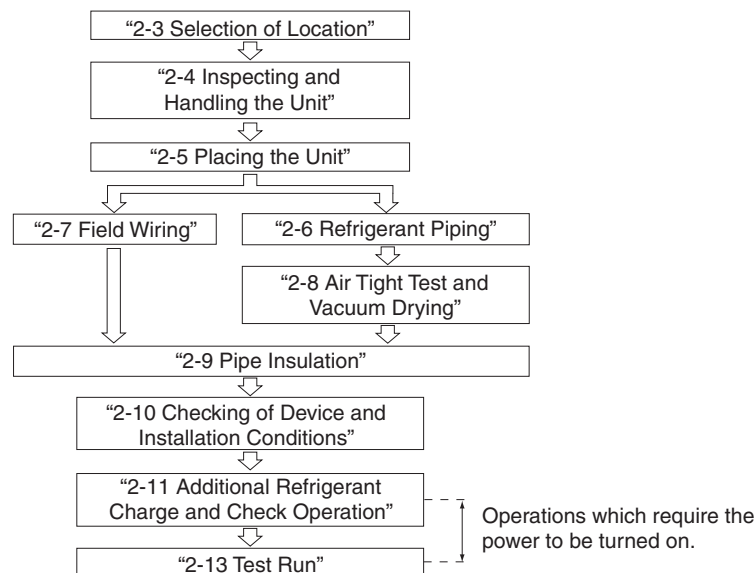 “2-3 Selection of Location”
“2-4 Inspecting and
Handling the Unit”
“2-5 Placing the Unit”
“2-7 Field Wiring”
“2-6 Refrigerant Piping”
“2-8 Air Tight Test and
Vacuum Drying”
“2-9 Pipe Insulation”
“2-10 Checking of Device and
Installation Conditions”
“2-11 Additional Refrigerant
Charge and Check Operation”
Operations which require the
power to be turned on.
“2-13 Test Run”